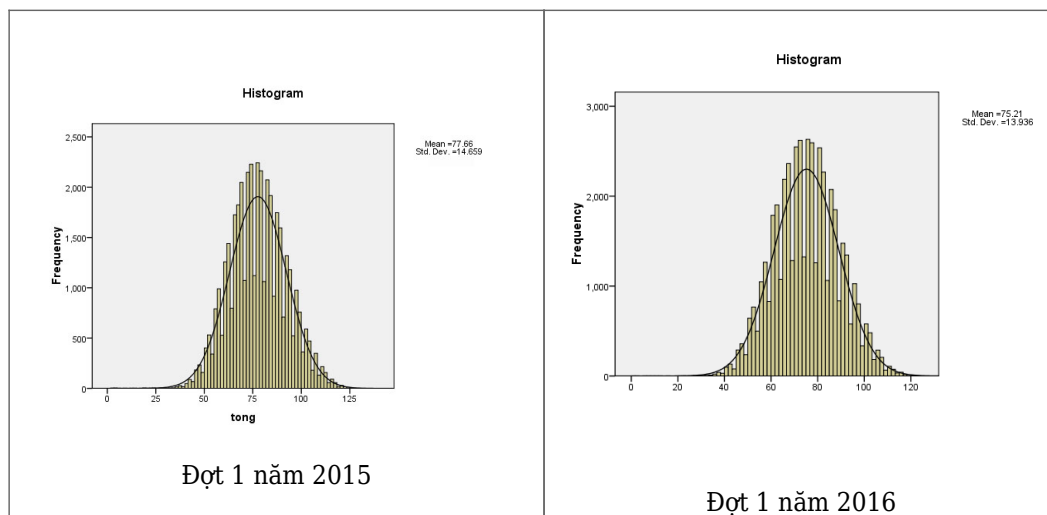 Histogram
Mean =77.66
Std. Dev. =14.659
2,500
2,000
1,500
1,000
500
0
Frequency
0 25 50 75 100 125
tong
Đợt 1 năm 2015
Histogram
Mean =75.21
Std. Dev. =13.936
3,000
2,000
1,000
0
Frequency
0 20 40 60 80 100 120
Đợt 1 năm 2016